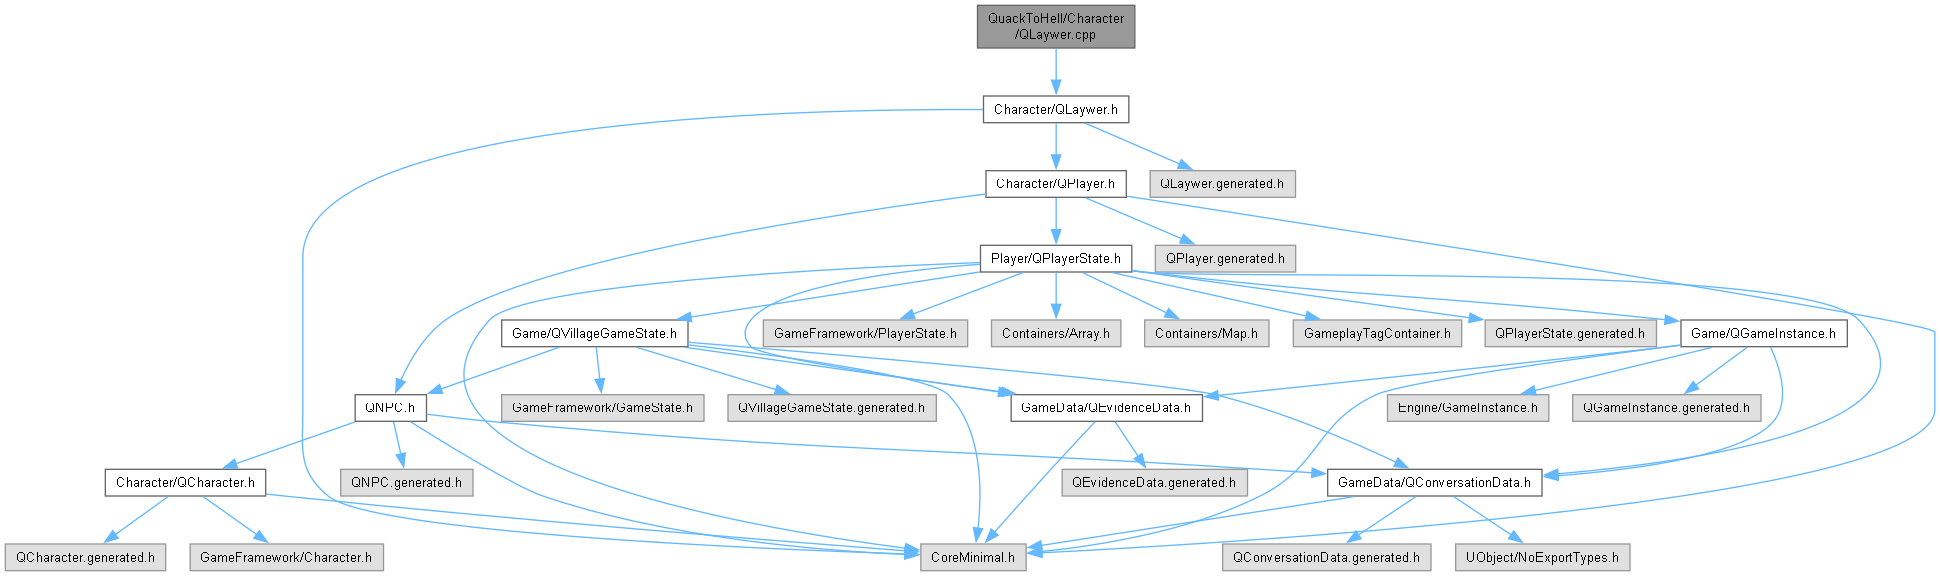 QuackToHell/Character
/QLaywer.cpp
Character/QLaywer.h
Character/QPlayer.h
QLaywer.generated.h
Player/QPlayerState.h
QPlayer.generated.h
Game/QVillageGameState.h
GameFramework/PlayerState.h
Containers/Array.h
Containers/Map.h
GameplayTagContainer.h
QPlayerState.generated.h
Game/QGameInstance.h
QNPC.h
GameFramework/GameState.h
QVillageGameState.generated.h
GameData/QEvidenceData.h
Engine/GameInstance.h
QGameInstance.generated.h
Character/QCharacter.h
QNPC.generated.h
QEvidenceData.generated.h
GameData/QConversationData.h
QCharacter.generated.h
GameFramework/Character.h
CoreMinimal.h
QConversationData.generated.h
UObject/NoExportTypes.h